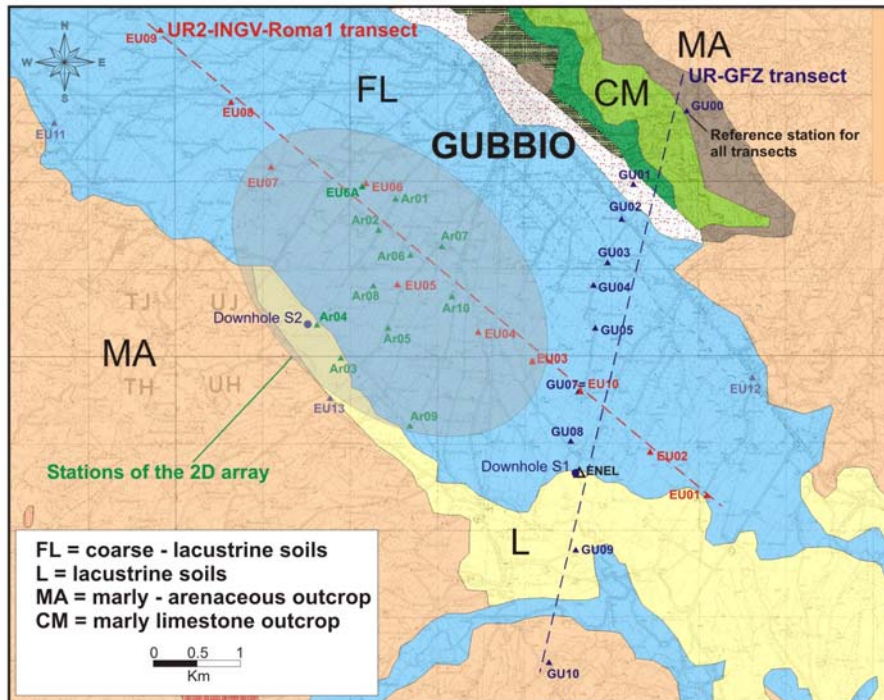 N
W
E
S
EU09
UR2-INGV-Roma1 transect
MA
UR-GFZ transect
FL
CM
GU00
EU08
EU11
Reference station for
all transects
GUBBIO
EU07
EU06
EU6A
Ar01
GU01
GU02
Ar02
Ar07
Ar06
GU03
Ar08
EU05
GU04
Ar10
TJ
UJ
Downhole S2
Ar04
Ar05
EU04
GU05
MA
Ar03
EU03
TH
UH
GU07=
EU10
EU12
EU13
Ar09
GU08
EU02
Stations of the 2D array
Downhole S1
ENEL
EU01
L
FL = coarse - lacustrine soils
L = lacustrine soils
MA = marly - arenaceous outcrop
CM = marly limestone outcrop
GU09
0 0.5 1
Km
GU10